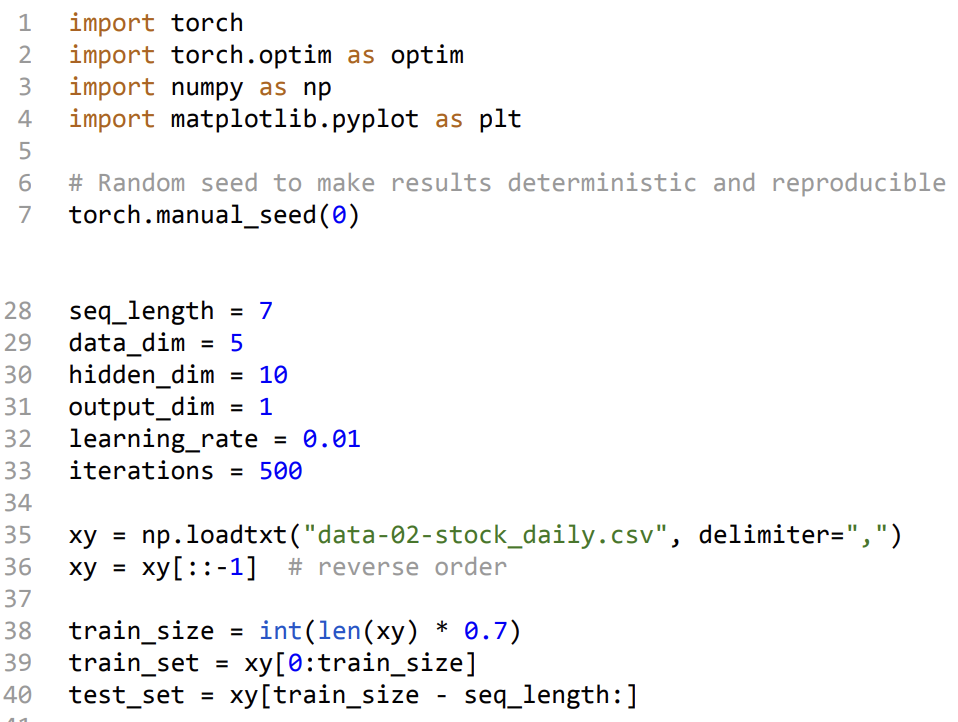 1 import torch
2 import torch.optim as optim
3 import numpy as np
4 import matplotlib.pyplot as plt
5
6 # Random seed to make results deterministic and reproducible
7 torch.manual_seed(0)
28 seq_length = 7
29 data_dim = 5
30 hidden_dim = 10
31 output_dim = 1
32 learning_rate = 0.01
33 iterations = 500
34
35 xy = np.loadtxt("data-02-stock_daily.csv", delimiter=",")
36 xy = xy[::-1]  # reverse order
37
38 train_size = int(len(xy) * 0.7)
39 train_set = xy[0:train_size]
40 test_set = xy[train_size - seq_length:]